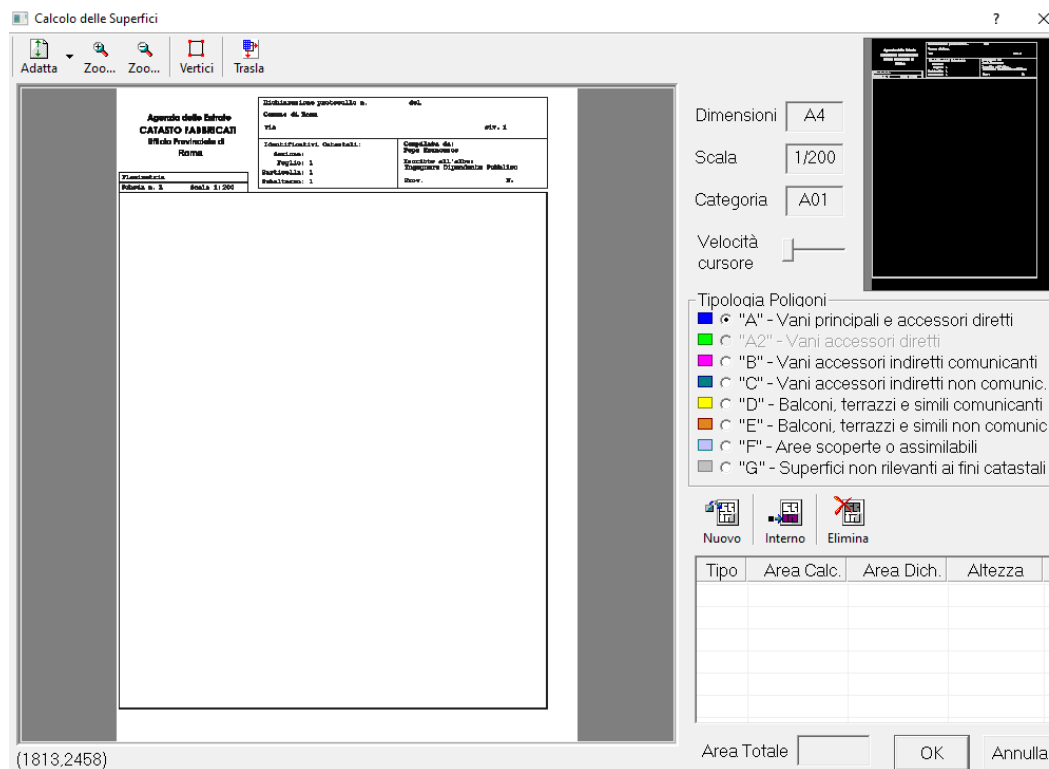 Calcolo delle Superfici
?
Adatta
Zoo...
Zoo...
Vertici
Trasla
Agenzia delle Entrate
CATASTO FABBRICATI
Ufficio Provinciale di
Roma
Dichiarazione protocollo n. del
Comune di Roma
Via civ. 1
Identificativi Catastali:
Sezione:
Foglio: 1
Particella: 1
Subalterno: 1
Compilata da:
Iscritto all'albo:
Prov. N.
Planimetria
Scheda n. 1 Scala 1:200
Dimensioni A4
Scala 1/200
Categoria A01
Velocità
cursore
Tipologia Poligoni
"A" - Vani principali e accessori diretti
"A2" - Vani accessori diretti
"B" - Vani accessori indiretti comunicanti
"C" - Vani accessori indiretti non comunic.
"D" - Balconi, terrazzi e simili comunicanti
"E" - Balconi, terrazzi e simili non comunic
"F" - Aree scoperte o assimilabili
"G" - Superfici non rilevanti ai fini catastali
Nuovo
Interno
Elimina
Tipo Area Calc. Area Dich. Altezza
Area Totale
OK
Annulla
(1813,2458)